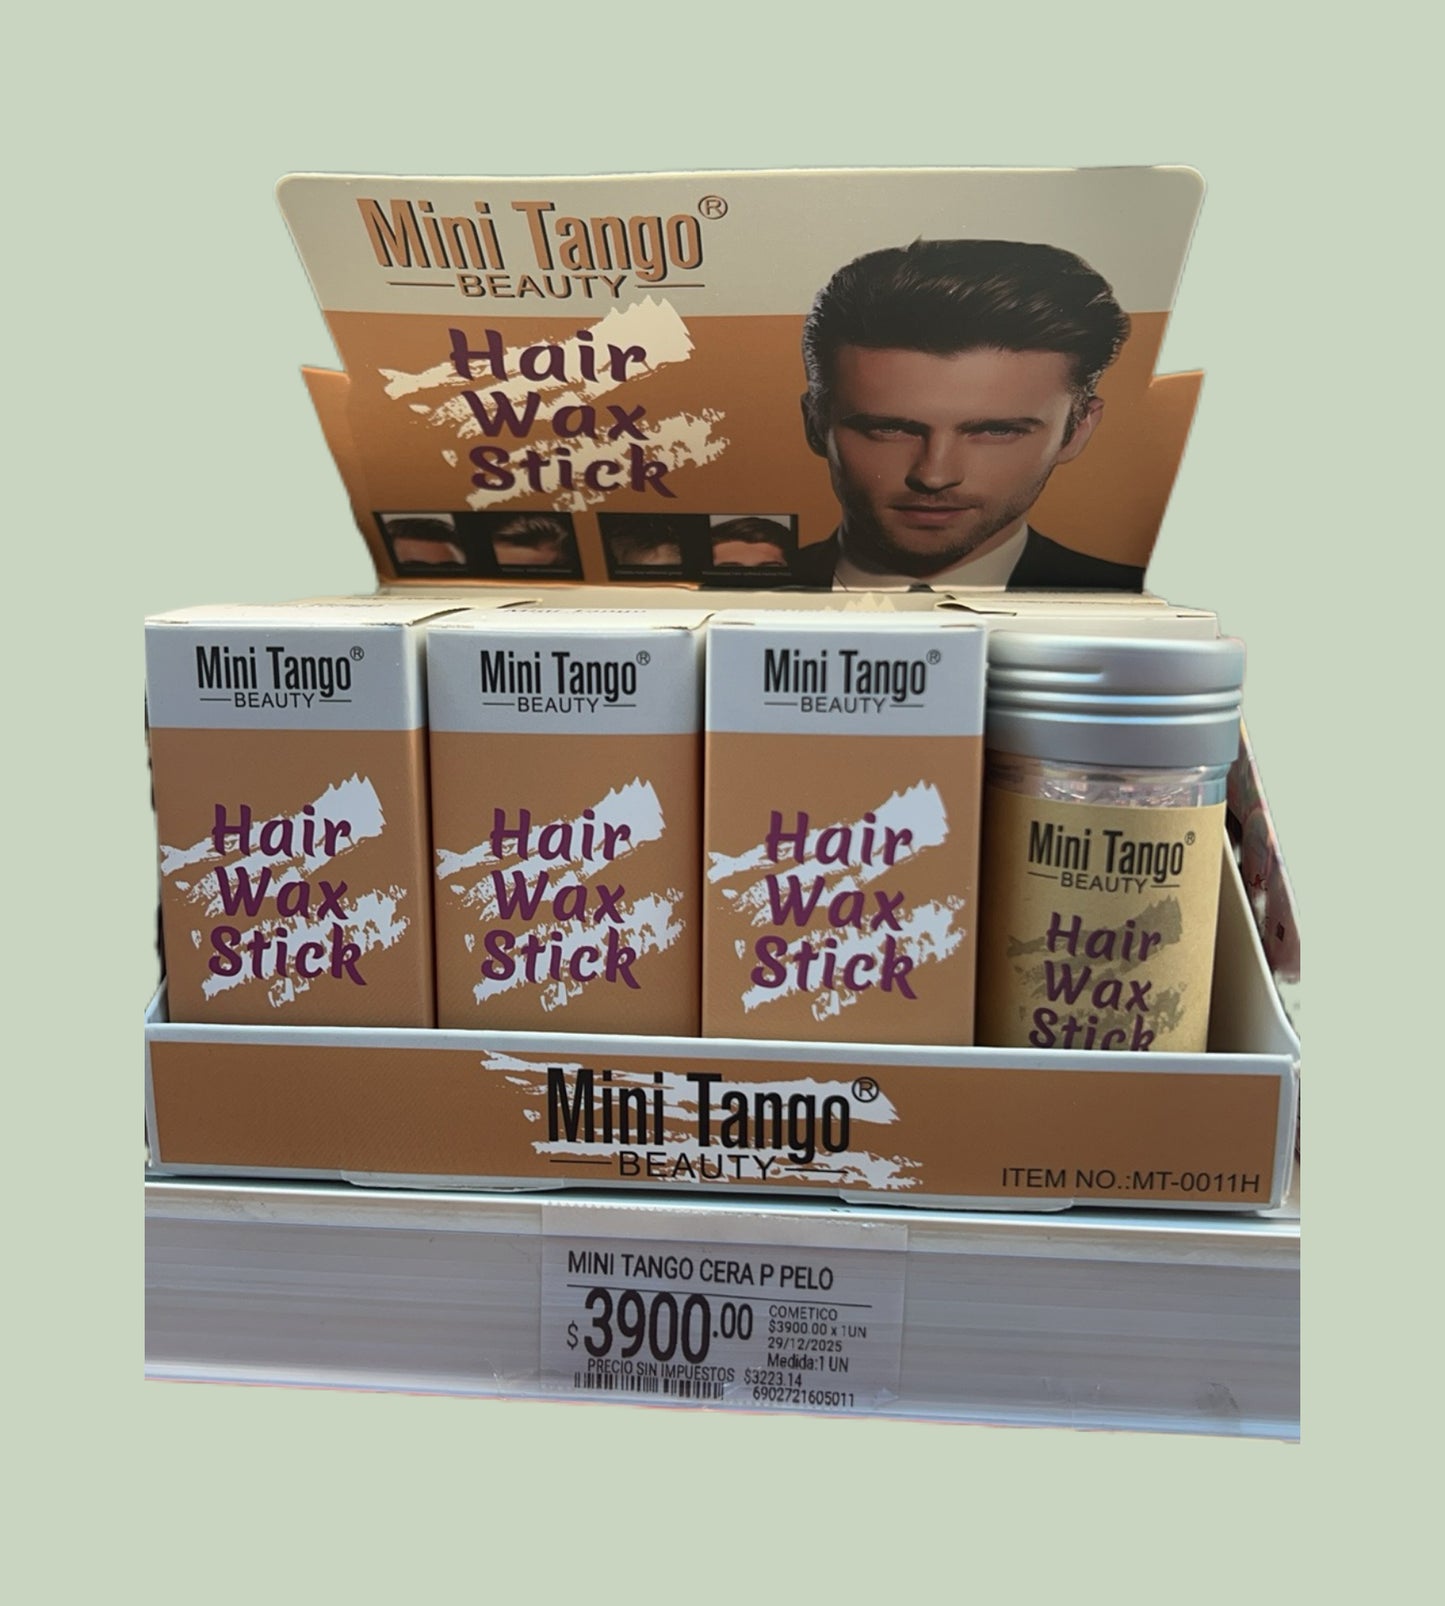 Mini Tango®
BEAUTY
Hair
Wax
Stick
Mini Tango®
BEAUTY
Hair
Wax
Stick
Mini Tango®
BEAUTY
Hair
Wax
Stick
Mini Tango®
BEAUTY
Hair
Wax
Stick
Mini Tango®
BEAUTY
Hair
Wax
Stick
Mini Tango®
BEAUTY
ITEM NO.:MT-0011H
MINI TANGO CERA P PELO
$3900.00
COMETICO
$3900.00 x 1UN
29/12/2025
Medida:1 UN
PRECIO SIN IMPUESTOS $3223.14
6902721605011